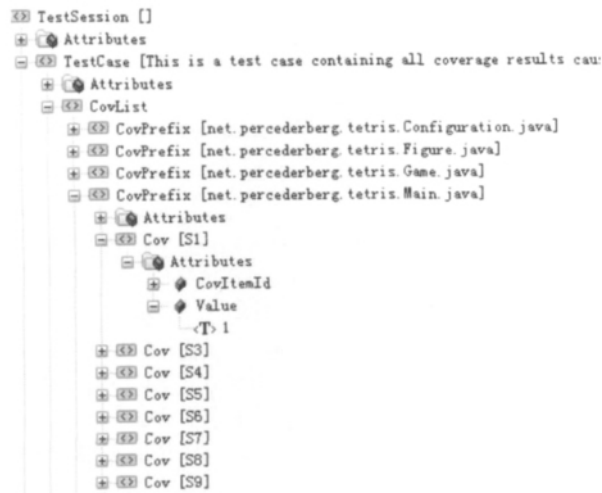 TestSession []
Attributes
TestCase [This is a test case containing all coverage results cau
Attributes
CovList
CovPrefix [net.percederberg.tetris.Configuration.java]
CovPrefix [net.percederberg.tetris.Figure.java]
CovPrefix [net.percederberg.tetris.Game.java]
CovPrefix [net.percederberg.tetris.Main.java]
Attributes
Cov [S1]
Attributes
CovItemId
Value
<T> 1
Cov [S3]
Cov [S4]
Cov [S5]
Cov [S6]
Cov [S7]
Cov [S8]
Cov [S9]